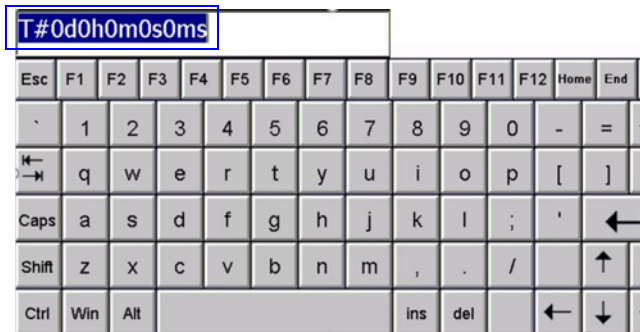 T#0d0h0m0s0ms
Esc F1 F2 F3 F4 F5 F6 F7 F8 F9 F10 F11 F12 Home End
` 1 2 3 4 5 6 7 8 9 0 - =
q w e r t y u i o p [ ]
Caps a s d f g h j k l ; '
Shift z x c v b n m , . /
Ctrl Win Alt ins del